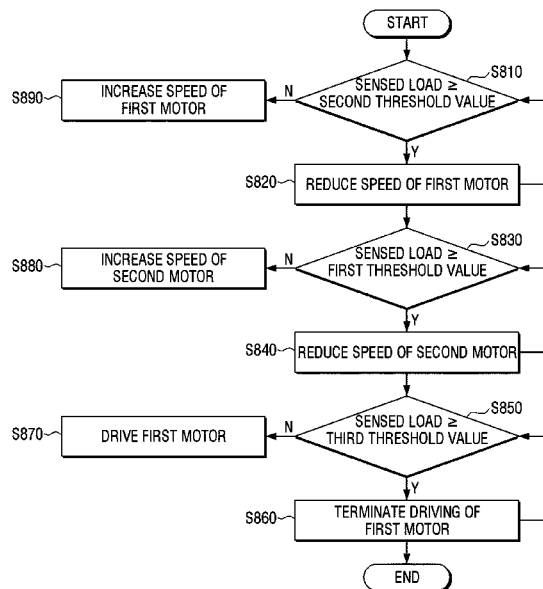 START
S810
SENSED LOAD ≥
SECOND THRESHOLD VALUE
N
Y
S890
INCREASE SPEED OF
FIRST MOTOR
S820
REDUCE SPEED OF FIRST MOTOR
S830
SENSED LOAD ≥
FIRST THRESHOLD VALUE
N
Y
S880
INCREASE SPEED OF
SECOND MOTOR
S840
REDUCE SPEED OF SECOND MOTOR
S850
SENSED LOAD ≥
THIRD THRESHOLD VALUE
N
Y
S870
DRIVE FIRST MOTOR
S860
TERMINATE DRIVING OF
FIRST MOTOR
END